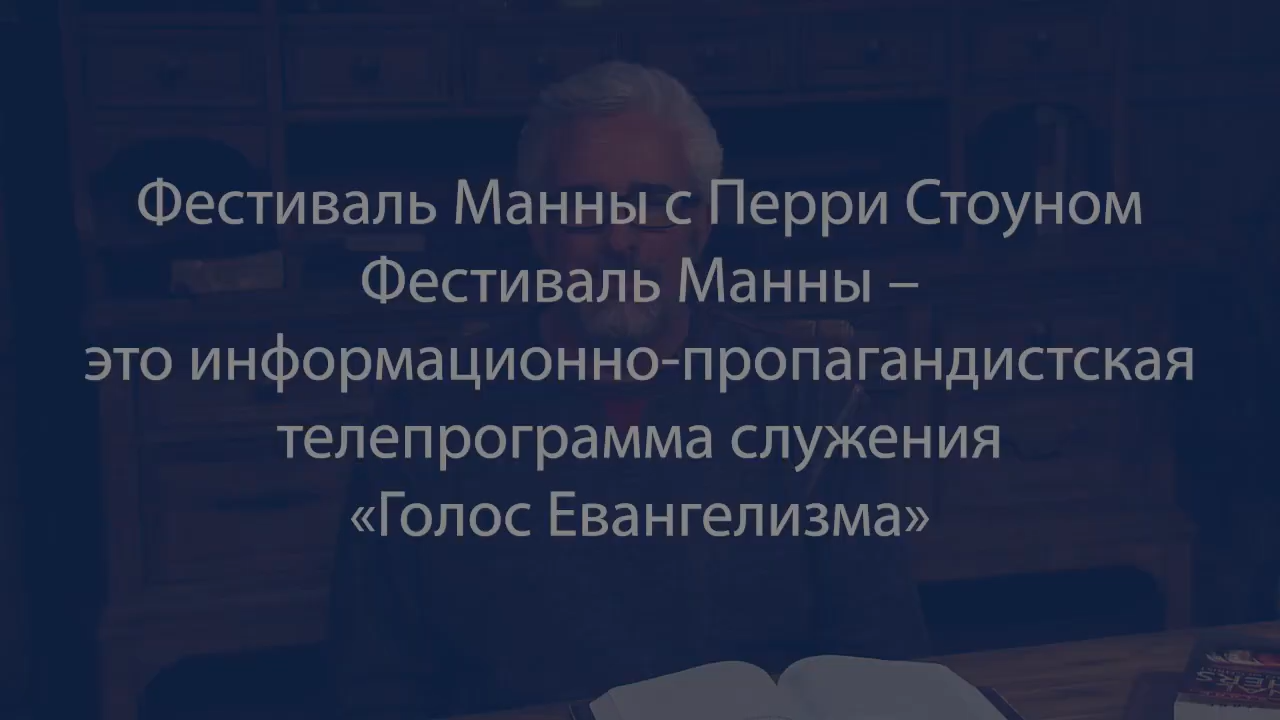 Фестиваль Манны с Перри Стоуном
Фестиваль Манны –
это информационно-пропагандистская
телепрограмма служения
«Голос Евангелизма»